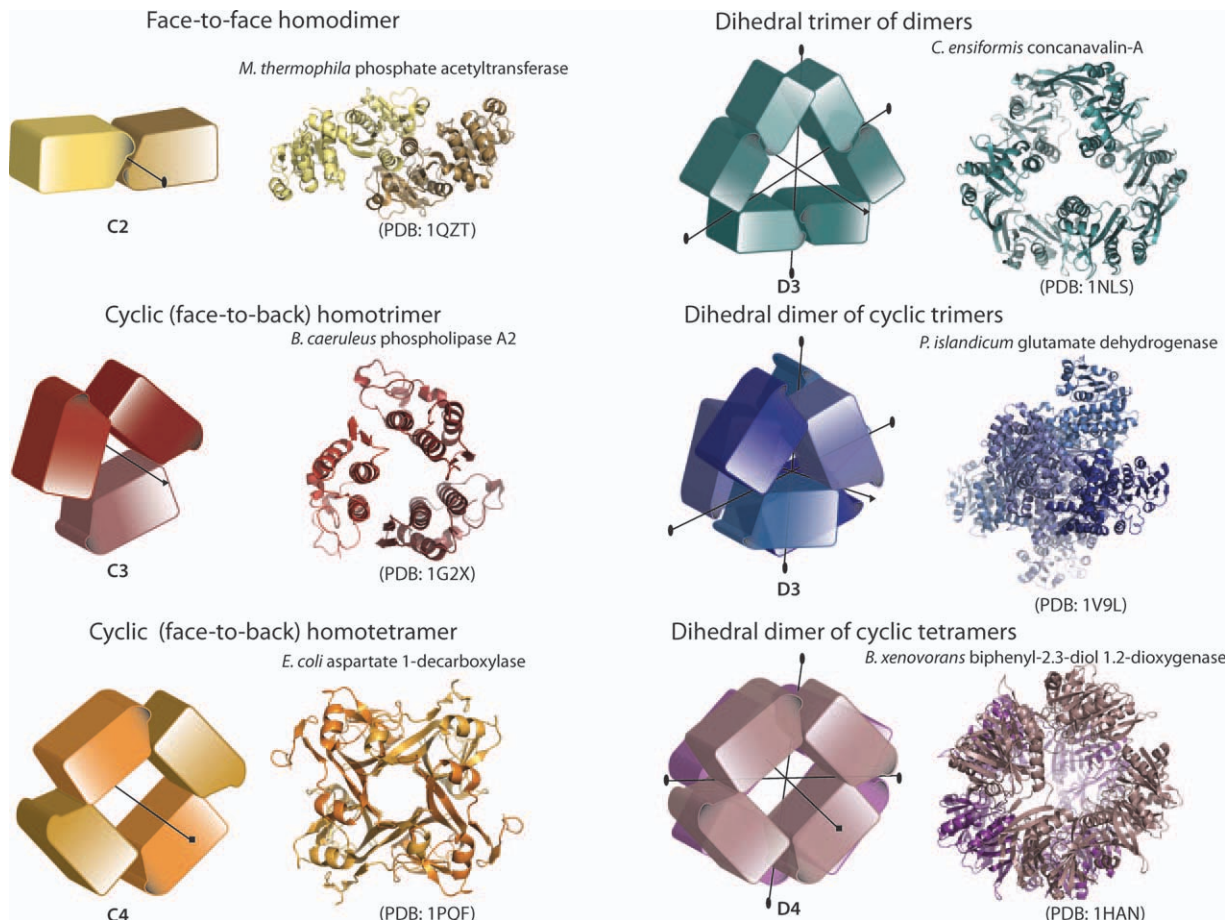 Face-to-face homodimer
M. thermophila phosphate acetyltransferase
C2
(PDB: 1QZT)
Dihedral trimer of dimers
C. ensiformis concanavalin-A
D3
(PDB: 1NLS)
Cyclic (face-to-back) homotrimer
B. caeruleus phospholipase A2
C3
(PDB: 1G2X)
Dihedral dimer of cyclic trimers
P. islandicum glutamate dehydrogenase
D3
(PDB: 1V9L)
Cyclic (face-to-back) homotetramer
E. coli aspartate 1-decarboxylase
C4
(PDB: 1POF)
Dihedral dimer of cyclic tetramers
B. xenovorans biphenyl-2.3-diol 1.2-dioxygenase
D4
(PDB: 1HAN)